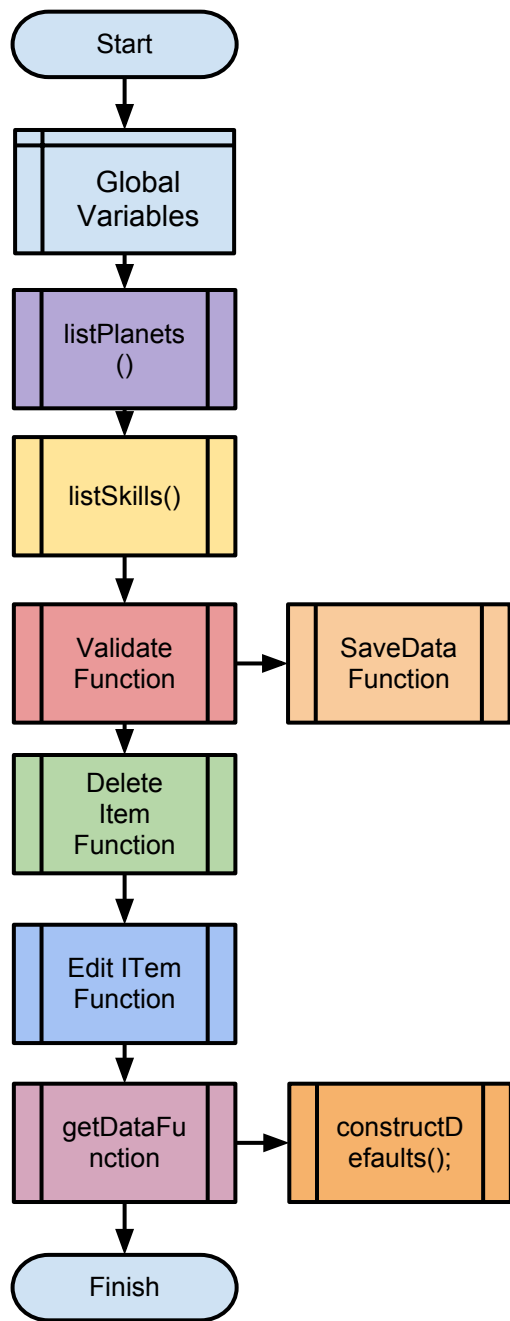 Start
Global
Variables
listPlanets
()
listSkills()
Validate
Function
SaveData
Function
Delete
Item
Function
Edit ITem
Function
getDataFu
nction
constructD
efaults();
Finish